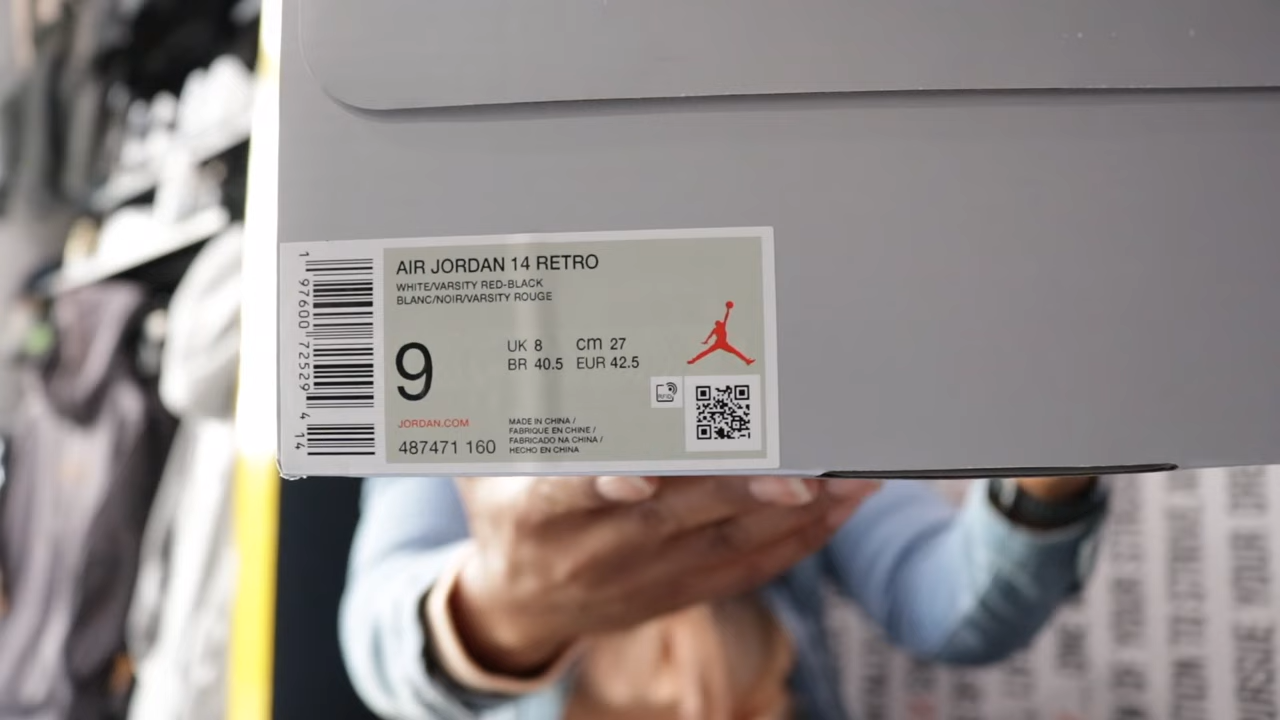 AIR JORDAN 14 RETRO
WHITE/VARSITY RED-BLACK
BLANC/NOIR/VARSITY ROUGE
9
UK 8 cm 27
BR 40.5 EUR 42.5
RFID
JORDAN.COM
487471 160
MADE IN CHINA /
FABRIQUE EN CHINE /
FABRICADO NA CHINA /
HECHO EN CHINA
1 97600 72529 4 14
YOUR